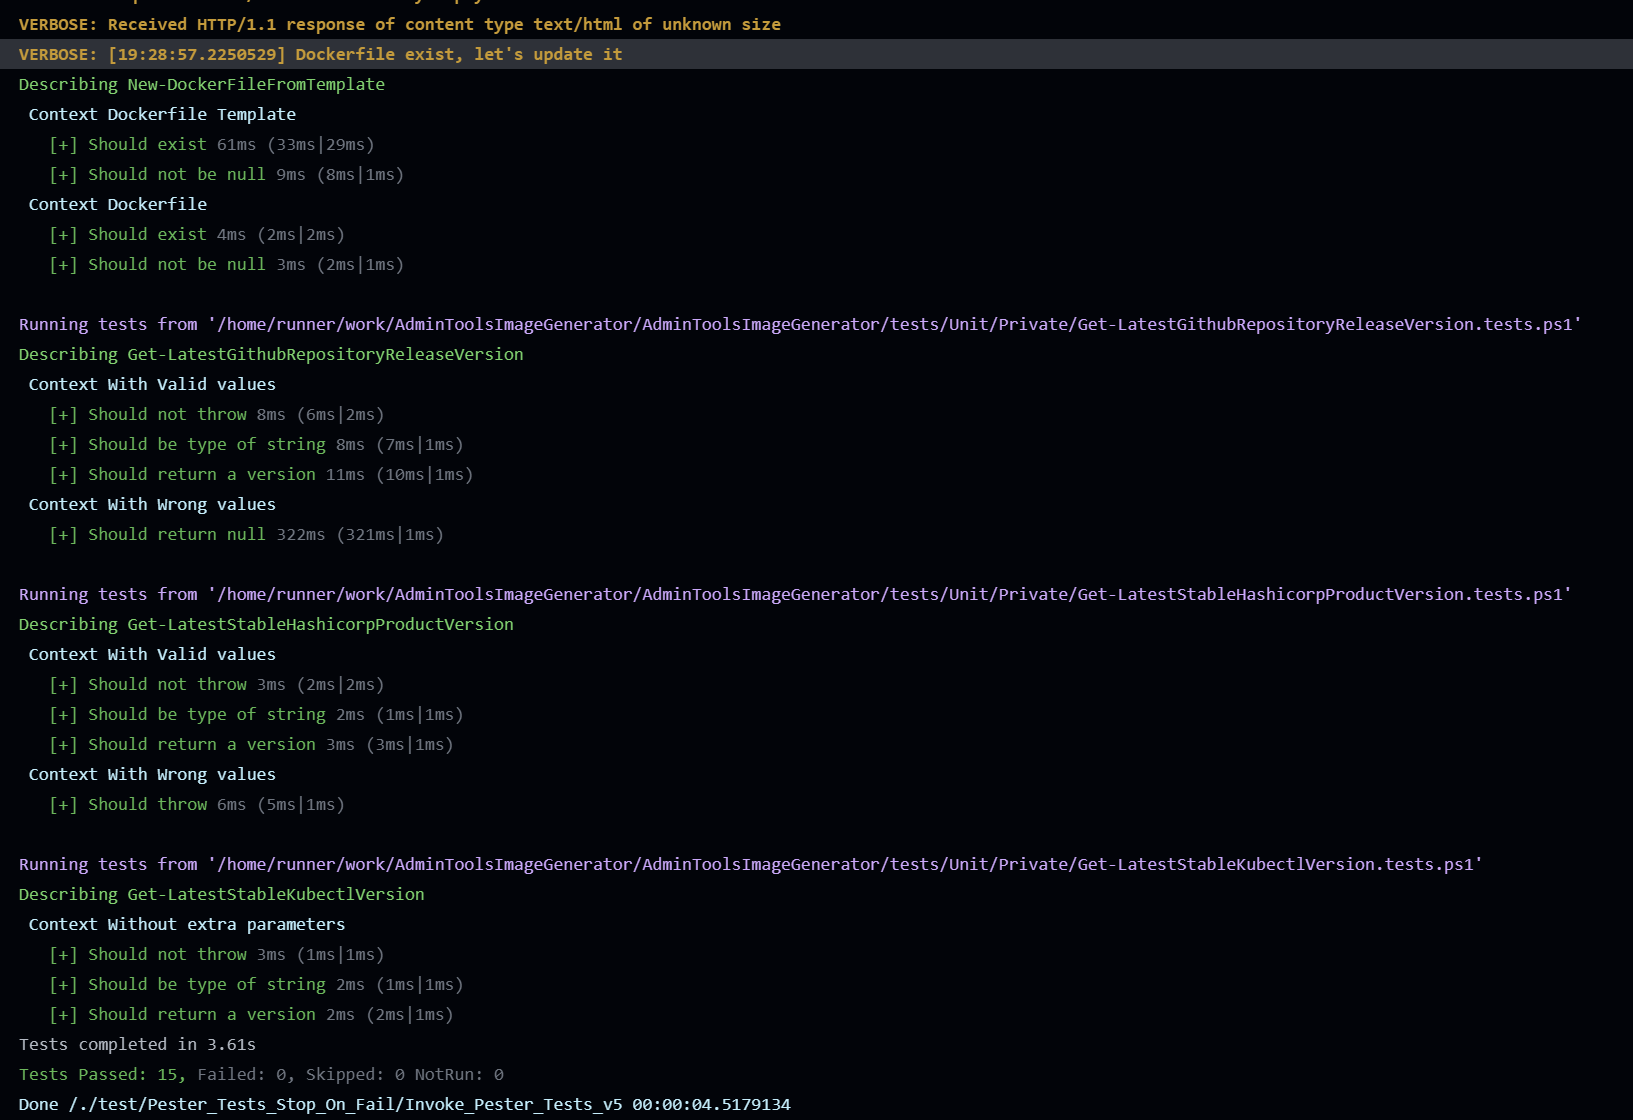 VERBOSE: Received HTTP/1.1 response of content type text/html of unknown size
VERBOSE: [19:28:57.2250529] Dockerfile exist, let's update it
Describing New-DockerFileFromTemplate
Context Dockerfile Template
[+] Should exist 61ms (33ms|29ms)
[+] Should not be null 9ms (8ms|1ms)
Context Dockerfile
[+] Should exist 4ms (2ms|2ms)
[+] Should not be null 3ms (2ms|1ms)
Running tests from '/home/runner/work/AdminToolsImageGenerator/AdminToolsImageGenerator/tests/Unit/Private/Get-LatestGithubRepositoryReleaseVersion.tests.ps1'
Describing Get-LatestGithubRepositoryReleaseVersion
Context With Valid values
[+] Should not throw 8ms (6ms|2ms)
[+] Should be type of string 8ms (7ms|1ms)
[+] Should return a version 11ms (10ms|1ms)
Context With Wrong values
[+] Should return null 322ms (321ms|1ms)
Running tests from '/home/runner/work/AdminToolsImageGenerator/AdminToolsImageGenerator/tests/Unit/Private/Get-LatestStableHashicorpProductVersion.tests.ps1'
Describing Get-LatestStableHashicorpProductVersion
Context With Valid values
[+] Should not throw 3ms (2ms|2ms)
[+] Should be type of string 2ms (1ms|1ms)
[+] Should return a version 3ms (3ms|1ms)
Context With Wrong values
[+] Should throw 6ms (5ms|1ms)
Running tests from '/home/runner/work/AdminToolsImageGenerator/AdminToolsImageGenerator/tests/Unit/Private/Get-LatestStableKubectlVersion.tests.ps1'
Describing Get-LatestStableKubectlVersion
Context Without extra parameters
[+] Should not throw 3ms (1ms|1ms)
[+] Should be type of string 2ms (1ms|1ms)
[+] Should return a version 2ms (2ms|1ms)
Tests completed in 3.61s
Tests Passed: 15, Failed: 0, Skipped: 0 NotRun: 0
Done /./test/Pester_Tests_Stop_On_Fail/Invoke_Pester_Tests_v5 00:00:04.5179134